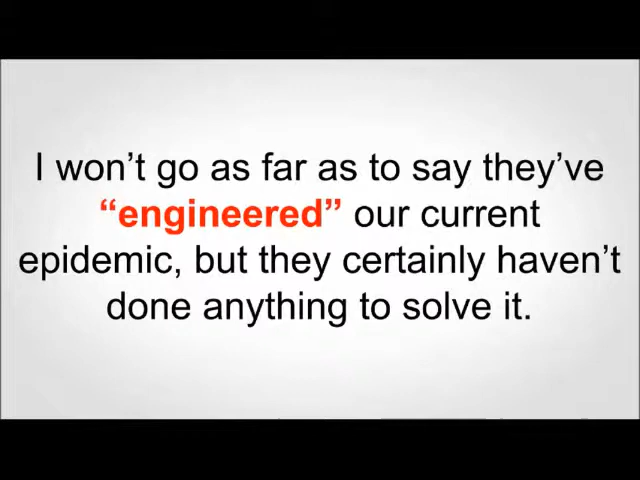 I won’t go as far as to say they’ve
“engineered” our current
epidemic, but they certainly haven’t
done anything to solve it.